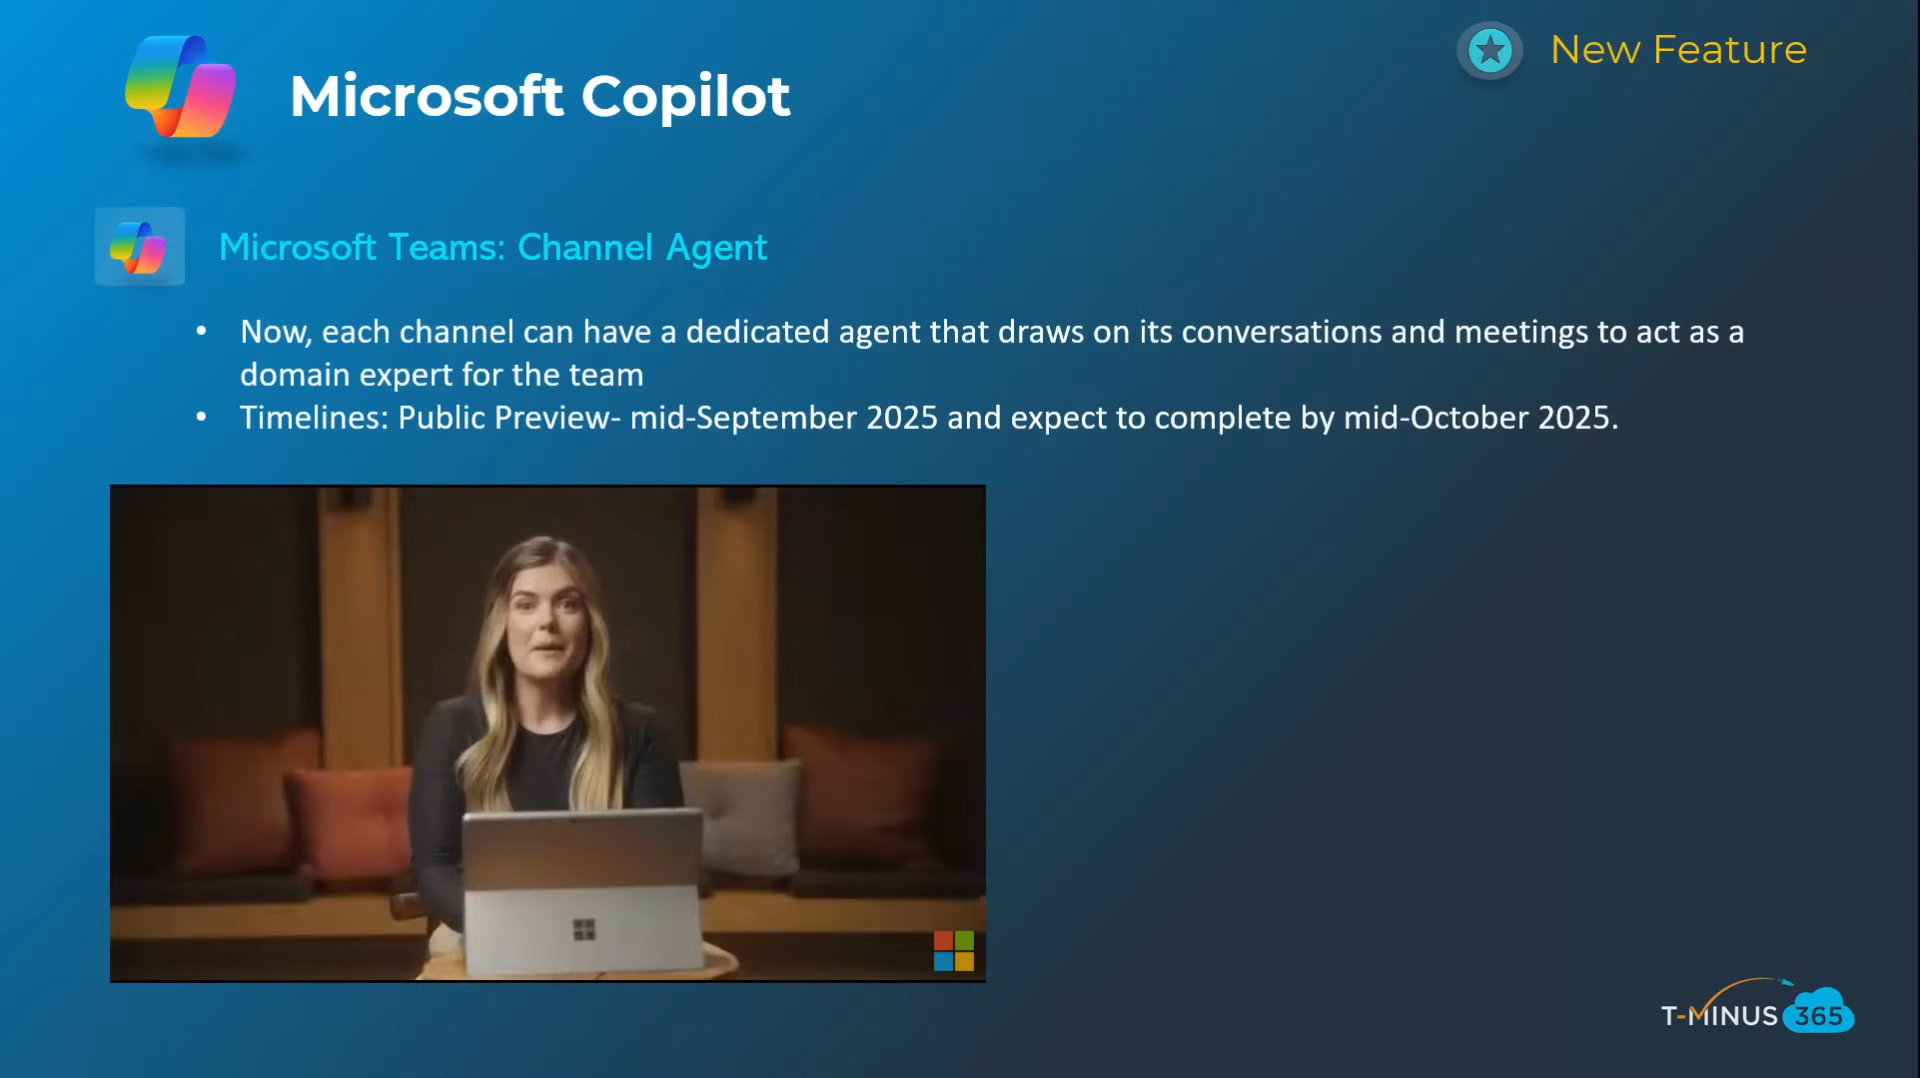 New Feature
Microsoft Copilot
Microsoft Teams: Channel Agent
• Now, each channel can have a dedicated agent that draws on its conversations and meetings to act as a
domain expert for the team
• Timelines: Public Preview- mid-September 2025 and expect to complete by mid-October 2025.
T-MINUS 365